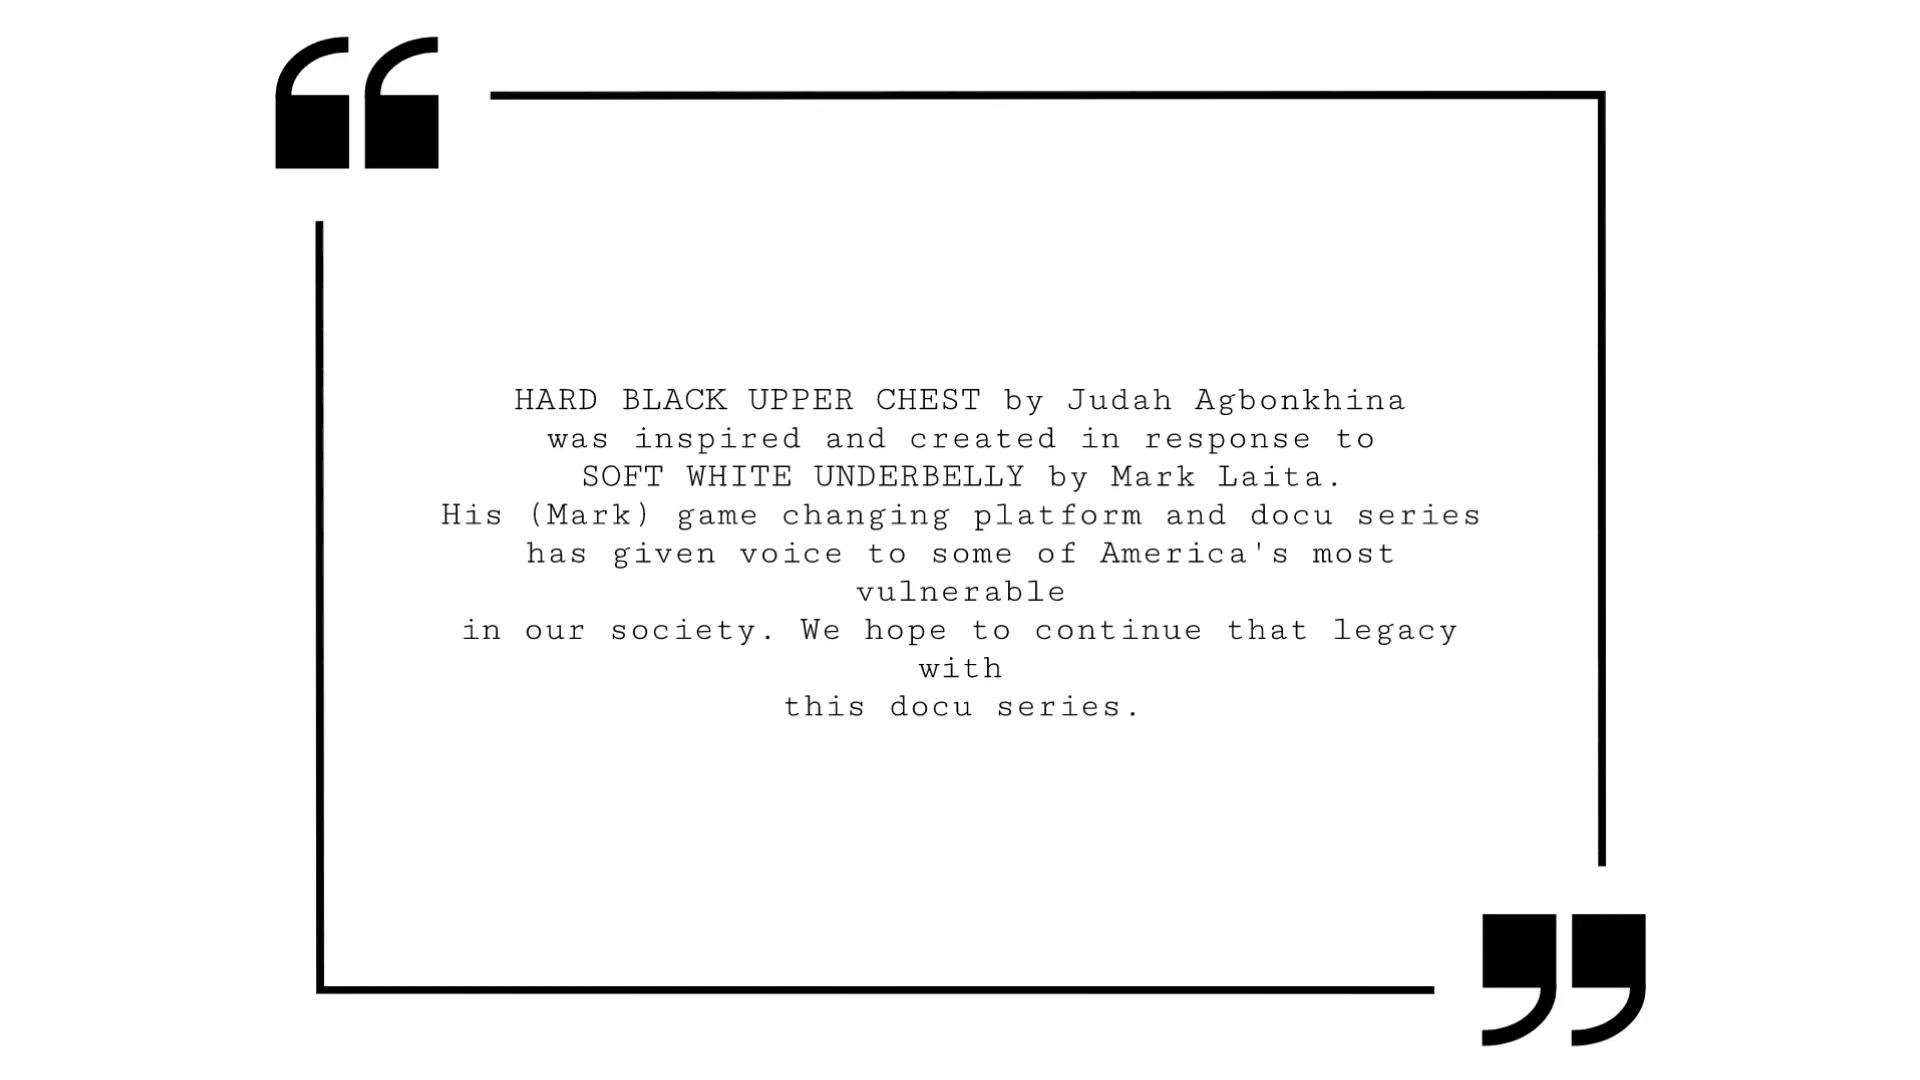 HARD BLACK UPPER CHEST by Judah Agbonkhina
was inspired and created in response to
SOFT WHITE UNDERBELLY by Mark Laita.
His (Mark) game changing platform and docu series
has given voice to some of America's most
vulnerable
in our society. We hope to continue that legacy
with
this docu series.